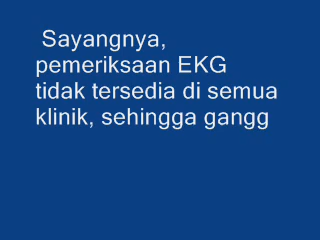 Sayangnya,
pemeriksaan EKG
tidak tersedia di semua
klinik, sehingga gangg